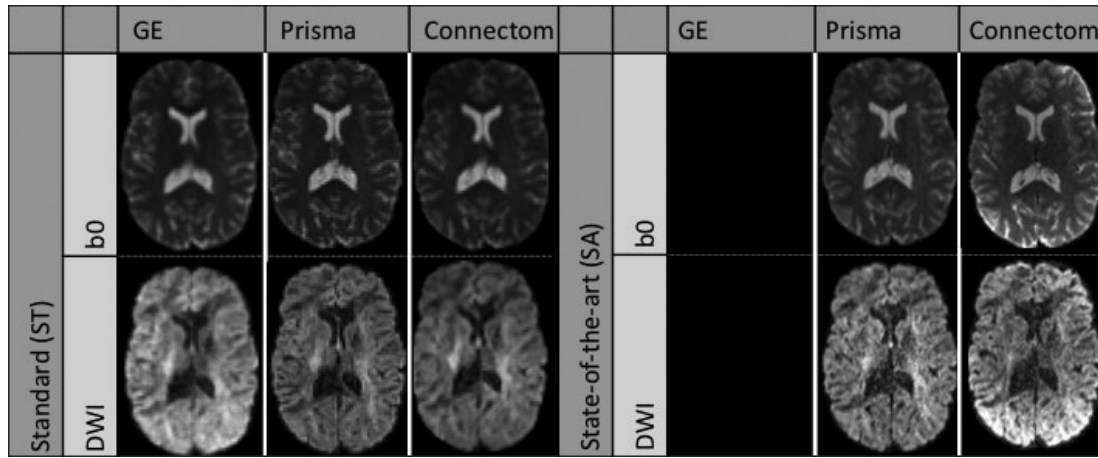 GE Prisma Connectom GE Prisma Connectom
Standard (ST)
b0
DWI
State-of-the-art (SA)
b0
DWI